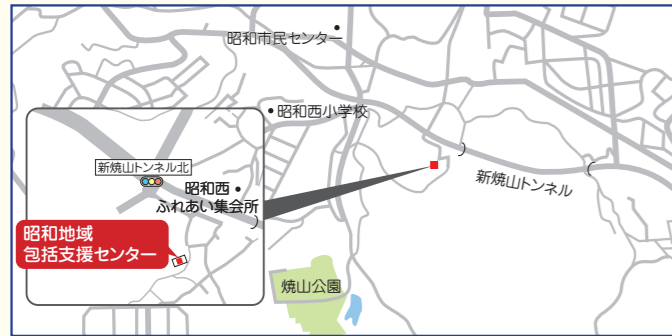 昭和市民センター
昭和西小学校
新焼山トンネル北
昭和西
ふれあい集会所
新焼山トンネル
昭和地域
包括支援センター
焼山公園